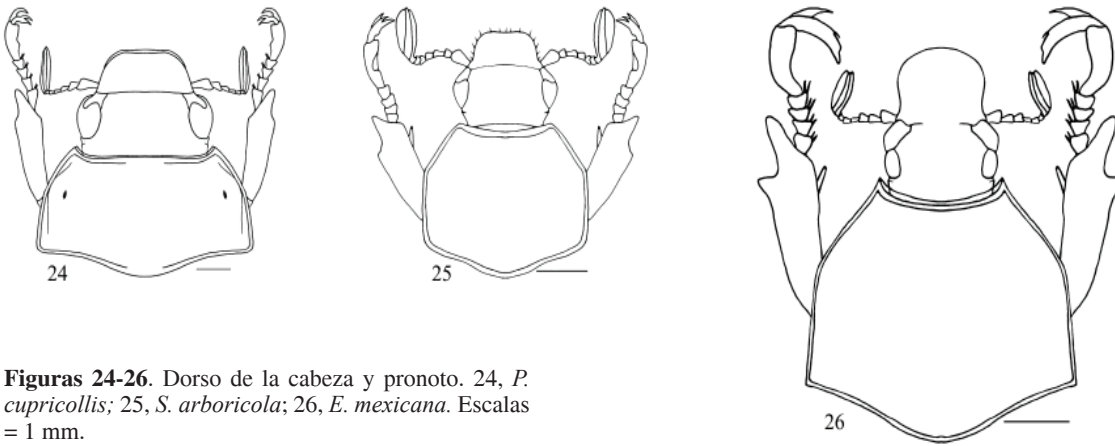 24
25
26
Figuras 24-26. Dorso de la cabeza y pronoto. 24, P.
cupricollis; 25, S. arboricola; 26, E. mexicana. Escalas
= 1 mm.